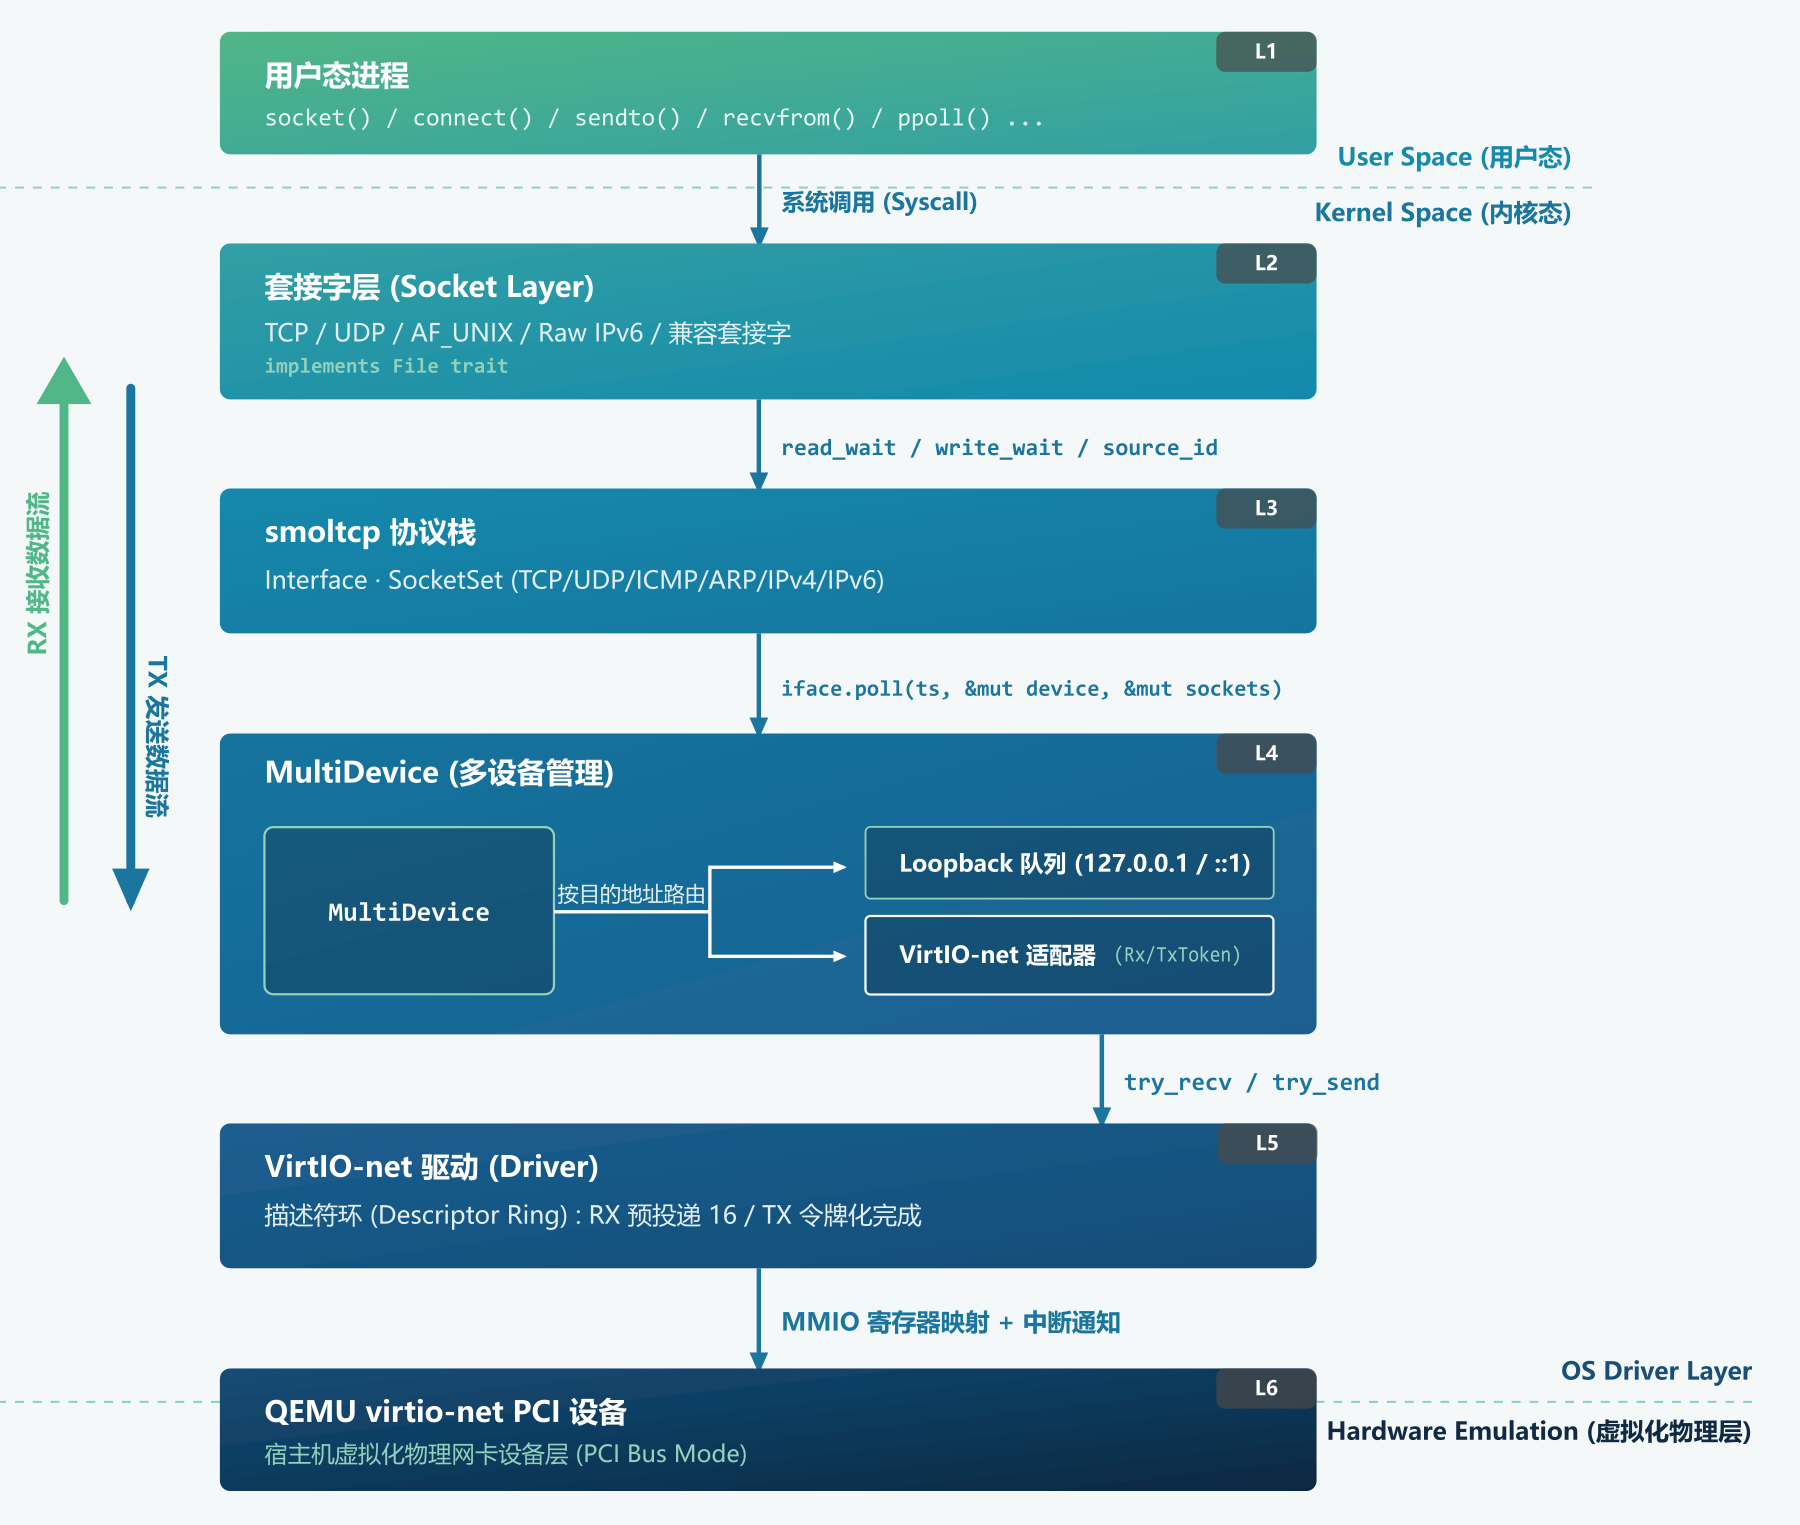 L1
用户态进程
socket() / connect() / sendto() / recvfrom() / ppoll() ...
User Space (用户态)
系统调用 (Syscall)
Kernel Space (内核态)
L2
套接字层 (Socket Layer)
TCP / UDP / AF_UNIX / Raw IPv6 / 兼容套接字
implements File trait
read_wait / write_wait / source_id
L3
smoltcp 协议栈
Interface · SocketSet (TCP/UDP/ICMP/ARP/IPv4/IPv6)
RX 接收数据流
TX 发送数据流
iface.poll(ts, &mut device, &mut sockets)
L4
MultiDevice (多设备管理)
MultiDevice
按目的地址路由
Loopback 队列 (127.0.0.1 / ::1)
VirtIO-net 适配器 (Rx/TxToken)
try_recv / try_send
L5
VirtIO-net 驱动 (Driver)
描述符环 (Descriptor Ring) : RX 预投递 16 / TX 令牌化完成
MMIO 寄存器映射 + 中断通知
OS Driver Layer
L6
QEMU virtio-net PCI 设备
宿主机虚拟化物理网卡设备层 (PCI Bus Mode)
Hardware Emulation (虚拟化物理层)